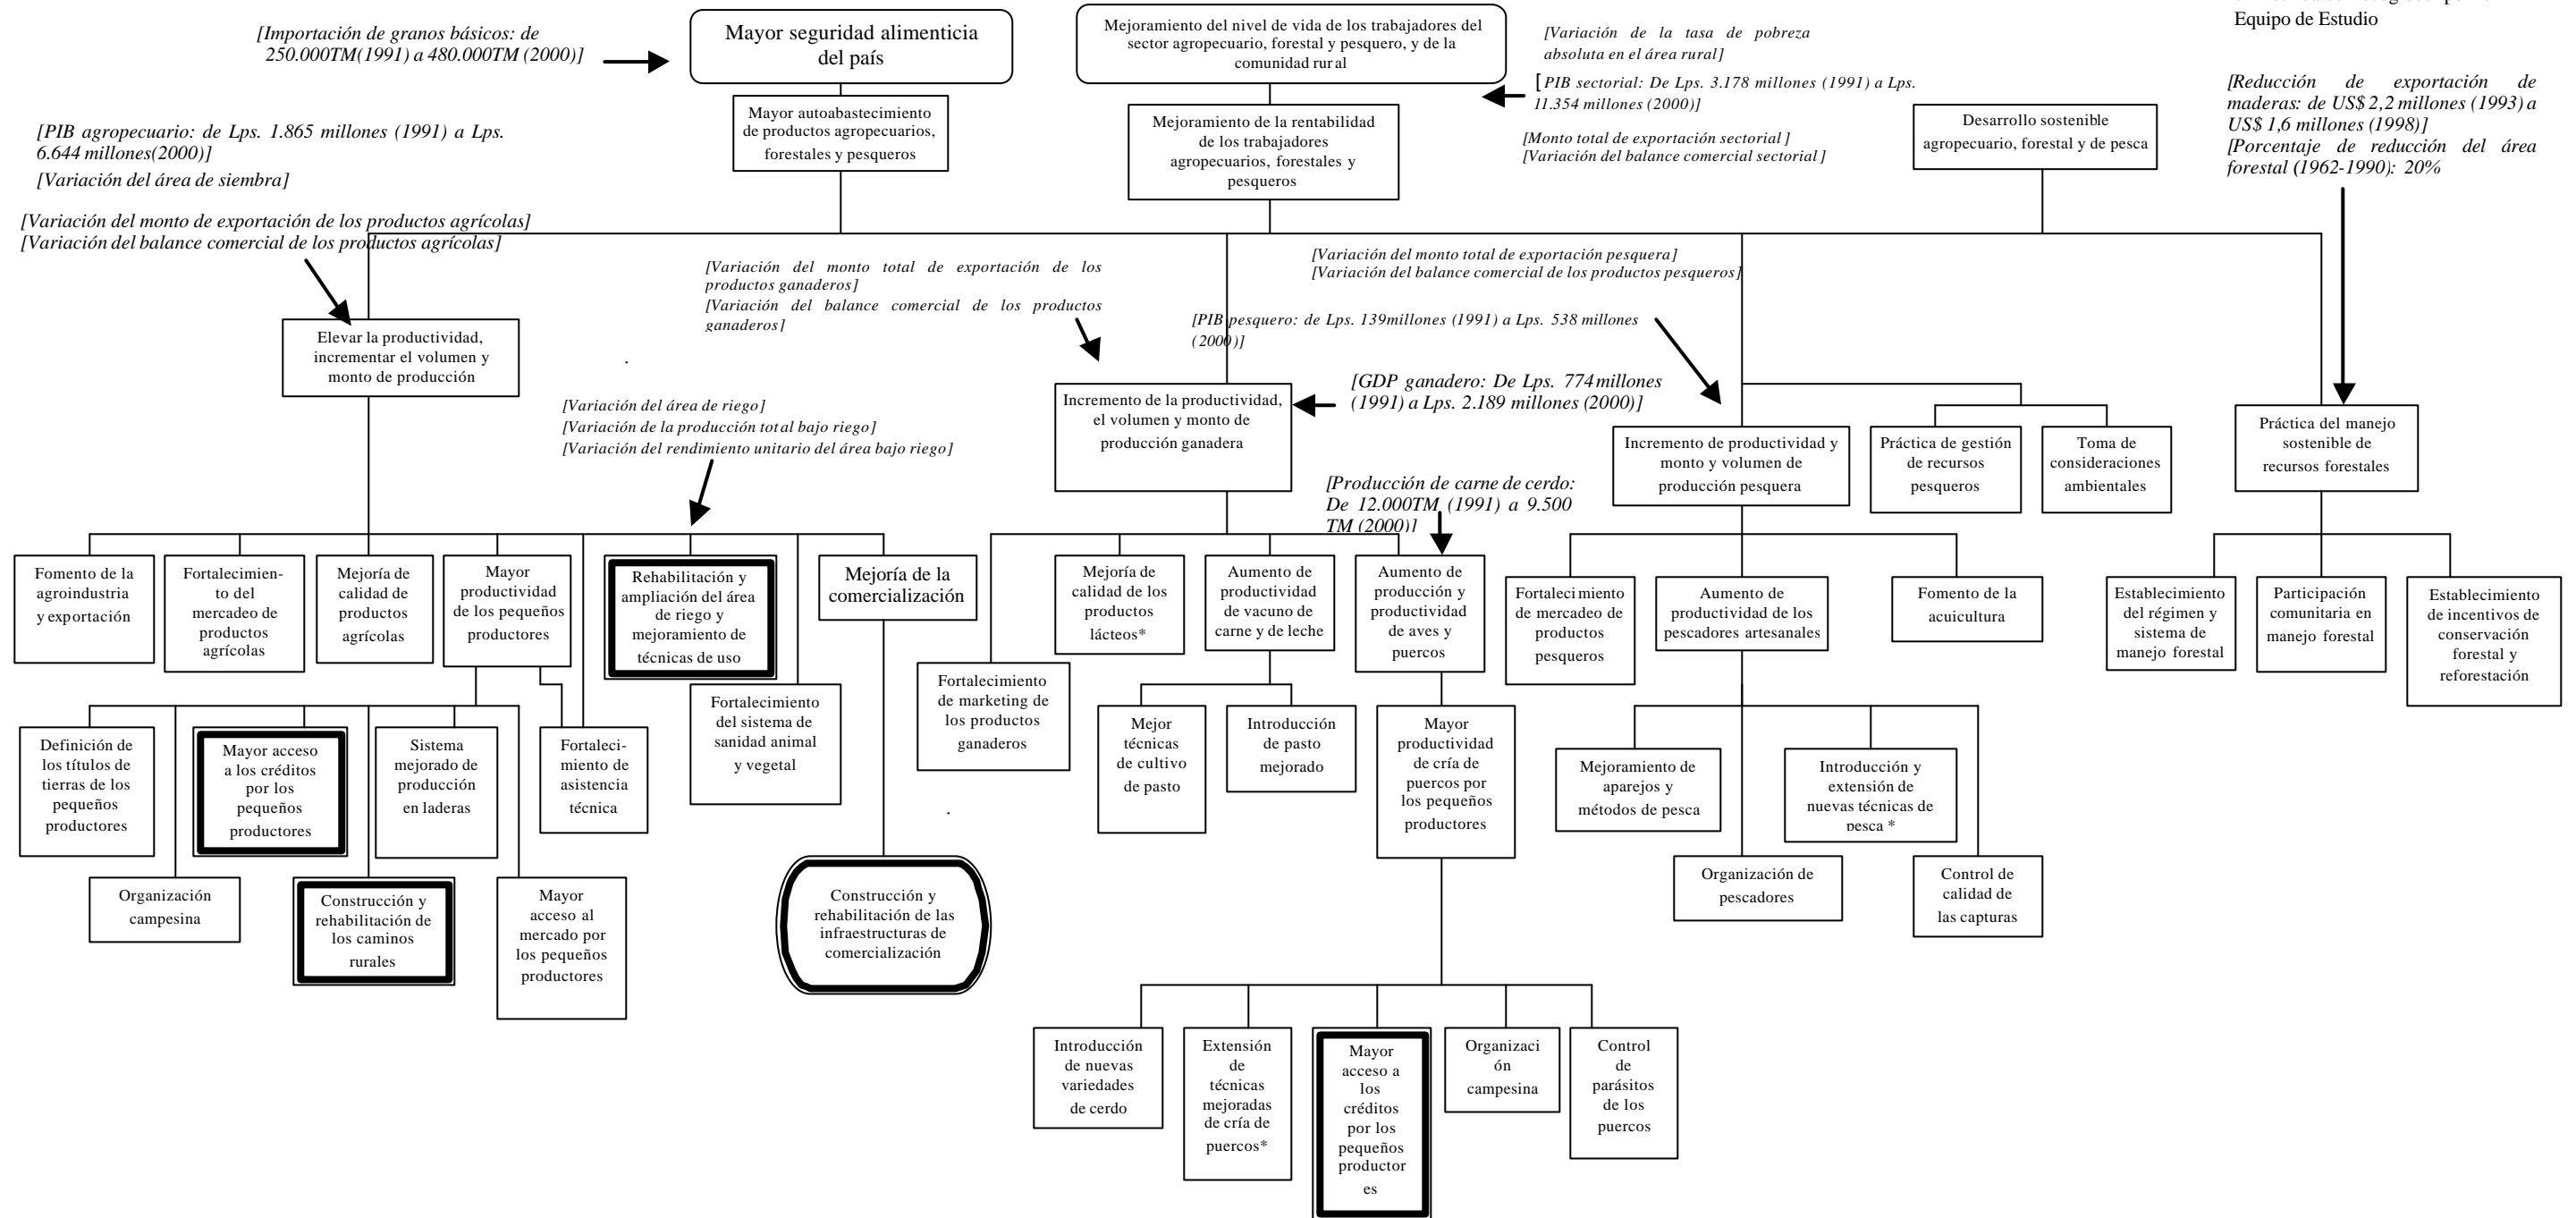 Equipo de Estudio
[Importación de granos básicos: de
250.000TM(1991) a 480.000TM (2000)]
Mayor seguridad alimenticia
del país
Mejoramiento del nivel de vida de los trabajadores del
sector agropecuario, forestal y pesquero, y de la
comunidad rural
[Variación de la tasa de pobreza
absoluta en el área rural]
[PIB sectorial: De Lps. 3.178 millones (1991) a Lps.
11.354 millones (2000)]
[Monto total de exportación sectorial]
[Variación del balance comercial sectorial]
[Reducción de exportación de
maderas: de US$ 2,2 millones (1993) a
US$ 1,6 millones (1998)]
[Porcentaje de reducción del área
forestal (1962-1990): 20%
[PIB agropecuario: de Lps. 1.865 millones (1991) a Lps.
6.644 millones(2000)]
[Variación del área de siembra]
[Variación del monto de exportación de los productos agrícolas]
[Variación del balance comercial de los productos agrícolas]
Mayor autoabastecimiento
de productos agropecuarios,
forestales y pesqueros
Mejoramiento de la rentabilidad
de los trabajadores
agropecuarios, forestales y
pesqueros
Desarrollo sostenible
agropecuario, forestal y de pesca
[Variación del monto total de exportación de los
productos ganaderos]
[Variación del balance comercial de los productos
ganaderos]
[Variación del monto total de exportación pesquera]
[Variación del balance comercial de los productos pesqueros]
[PIB pesquero: de Lps. 139millones (1991) a Lps. 538 millones
(2000)]
Elevar la productividad,
incrementar el volumen y
monto de producción
.
[Variación del área de riego]
[Variación de la producción total bajo riego]
[Variación del rendimiento unitario del área bajo riego]
Incremento de la productividad,
el volumen y monto de
producción ganadera
[GDP ganadero: De Lps. 774millones
(1991) a Lps. 2.189 millones (2000)]
[Producción de carne de cerdo:
De 12.000TM (1991) a 9.500
TM (2000)]
Incremento de productividad y
monto y volumen de
producción pesquera
Práctica de gestión
de recursos
pesqueros
Toma de
consideraciones
ambientales
Práctica del manejo
sostenible de
recursos forestales
Fomento de la
agroindustria
y exportación
Fortalecimien-
to del
mercadeo de
productos
agrícolas
Mejoría de
calidad de
productos
agrícolas
Mayor
productividad
de los pequeños
productores
Rehabilitación y
ampliación del área
de riego y
mejoramiento de
técnicas de uso
Mejoría de la
comercialización
Mejoría de
calidad de los
productos
lácteos*
Aumento de
productividad
de vacuno de
carne y de leche
Aumento de
producción y
productividad
de aves y
puercos
Fortalecimiento
de mercadeo de
productos
pesqueros
Aumento de
productividad de los
pescadores artesanales
Fomento de la
acuicultura
Establecimiento
del régimen y
sistema de
manejo forestal
Participación
comunitaria en
manejo forestal
Establecimiento
de incentivos de
conservación
forestal y
reforestación
Fortalecimiento
del sistema de
sanidad animal
y vegetal
Fortalecimiento
de marketing de
los productos
ganaderos
Definición de
los títulos de
tierras de los
pequeños
productores
Mayor acceso
a los créditos
por los
pequeños
productores
Sistema
mejorado de
producción
en laderas
Fortaleci-
miento de
asistencia
técnica
Mejor
técnicas
de cultivo
de pasto
Introducción
de pasto
mejorado
Mayor
productividad
de cría de
puercos por
los pequeños
productores
Mejoramiento de
aparejos y
métodos de pesca
Introducción y
extensión de
nuevas técnicas de
pesca *
.
Organización
campesina
Construcción y
rehabilitación de
los caminos
rurales
Mayor
acceso al
mercado por
los pequeños
productores
Construcción y
rehabilitación de las
infraestructuras de
comercialización
Organización de
pescadores
Control de
calidad de
las capturas
Introducción
de nuevas
variedades
de cerdo
Extensión
de
técnicas
mejoradas
de cría de
puercos*
Mayor
acceso a
los
créditos
por los
pequeños
productor
es
Organizaci
ón
campesina
Control
de
parásitos
de los
puercos